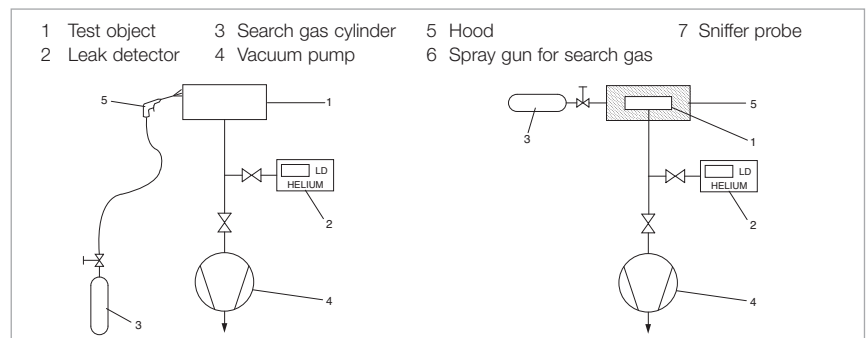 1 Test object 3 Search gas cylinder 5 Hood 7 Sniffer probe
2 Leak detector 4 Vacuum pump 6 Spray gun for search gas
5
1
LD
HELIUM
2
4
3
3
5
1
LD
HELIUM
2
4